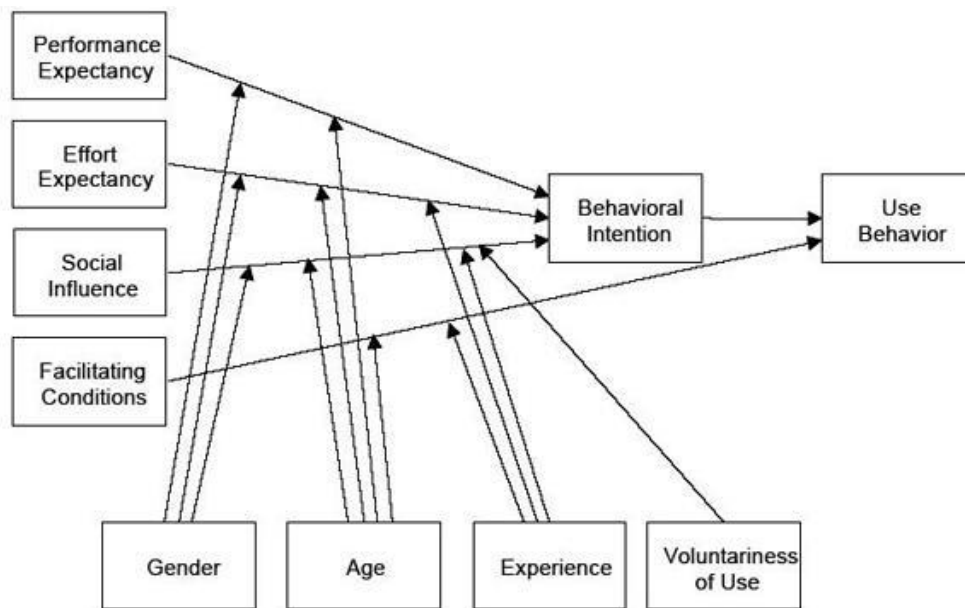 Performance
Expectancy
Effort
Expectancy
Social
Influence
Facilitating
Conditions
Behavioral
Intention
Use
Behavior
Gender
Age
Experience
Voluntariness
of Use